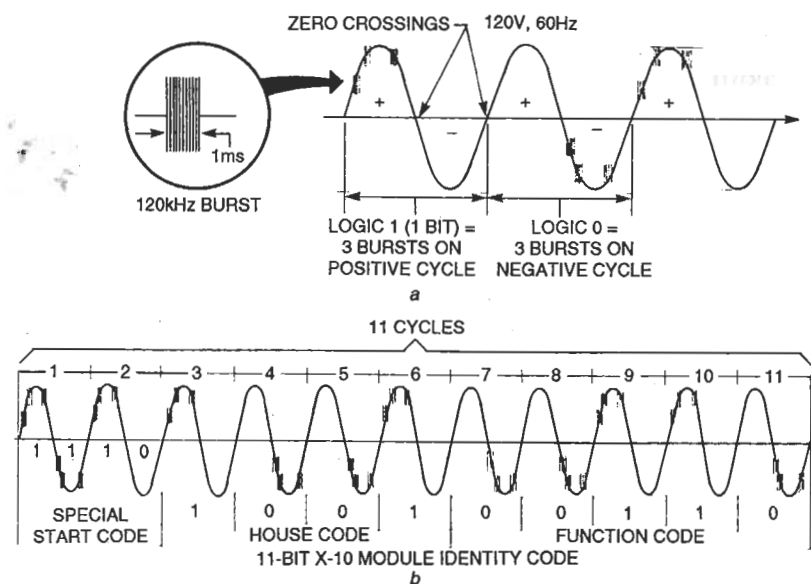 ZERO CROSSINGS 120V, 60Hz
+ + +
- -
1ms
120kHz BURST
LOGIC 1 (1 BIT) = LOGIC 0 =
3 BURSTS ON 3 BURSTS ON
POSITIVE CYCLE NEGATIVE CYCLE
a
11 CYCLES
1 2 3 4 5 6 7 8 9 10 11
1 1 1 0
SPECIAL 1 0 0 1 0 0 1 1 0
START CODE HOUSE CODE FUNCTION CODE
11-BIT X-10 MODULE IDENTITY CODE
b